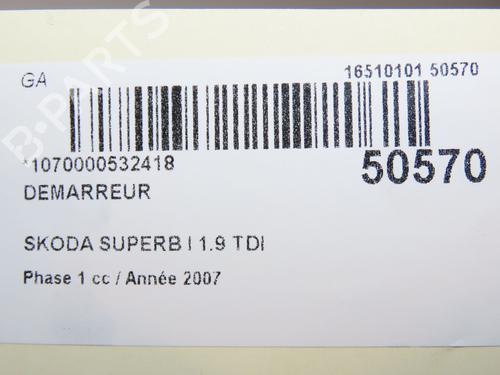 GA
16510101 50570
*1070000532418
50570
DEMARREUR
SKODA SUPERB I 1.9 TDI
Phase 1 cc / Année 2007
B-PARTS